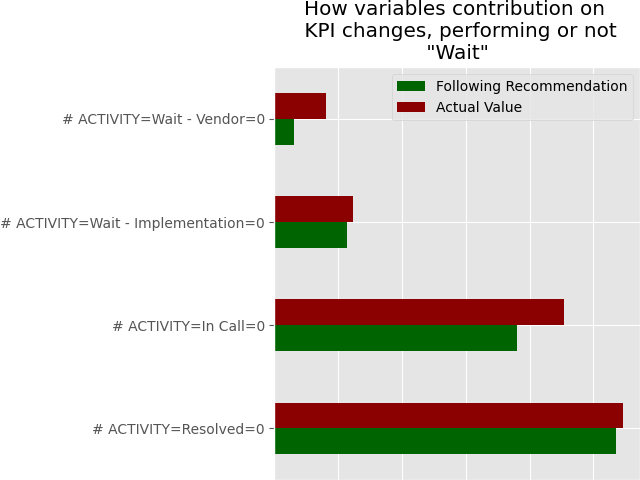 How variables contribution on
KPI changes, performing or not
"Wait"
Following Recommendation
Actual Value
# ACTIVITY=Wait - Vendor=0
# ACTIVITY=Wait - Implementation=0
# ACTIVITY=In Call=0
# ACTIVITY=Resolved=0